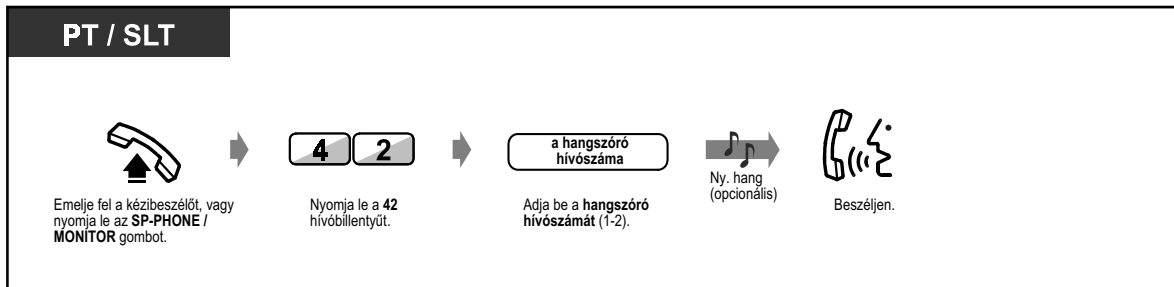 PT / SLT
4 2
a hangszóró
hívószáma
Ny. hang
(opcionális)
Emelje fel a kézibeszélőt, vagy
nyomja le az SP-PHONE /
MONITOR gombot.
Nyomja le a 42
hívóbillentyűt.
Adja be a hangszóró
hívószámát (1-2).
Beszéljen.